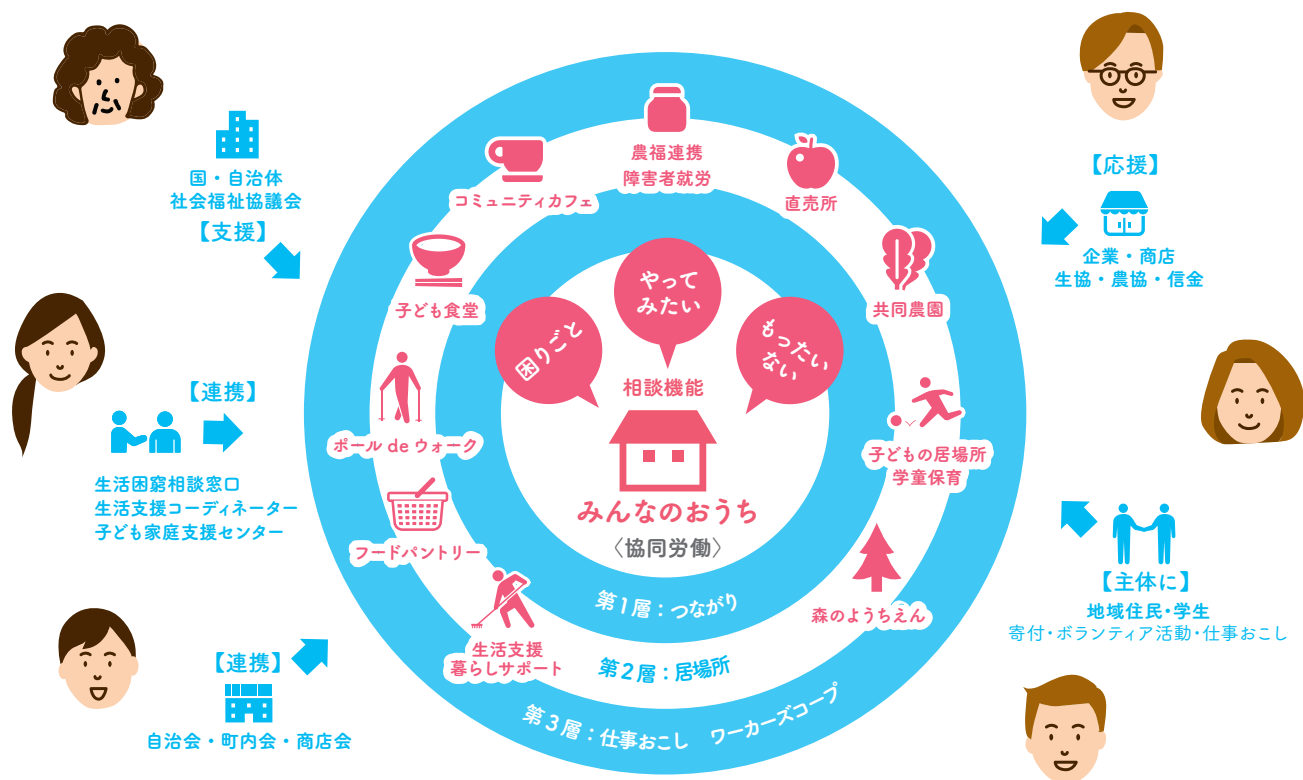 国・自治体
社会福祉協議会
【支援】
【連携】
生活困窮相談窓口
生活支援コーディネーター
子ども家庭支援センター
【連携】
自治会・町内会・商店会
農福連携
障害者就労
コミュニティカフェ
直売所
子ども食堂
共同農園
ポール de ウォーク
子どもの居場所
学童保育
フードパントリー
森のようちえん
生活支援
暮らしサポート
困りごと
やって
みたい
もったい
ない
相談機能
みんなのおうち
〈協同労働〉
第1層：つながり
第2層：居場所
第3層：仕事おこし ワーカーズコープ
【応援】
企業・商店
生協・農協・信金
【主体に】
地域住民・学生
寄付・ボランティア活動・仕事おこし